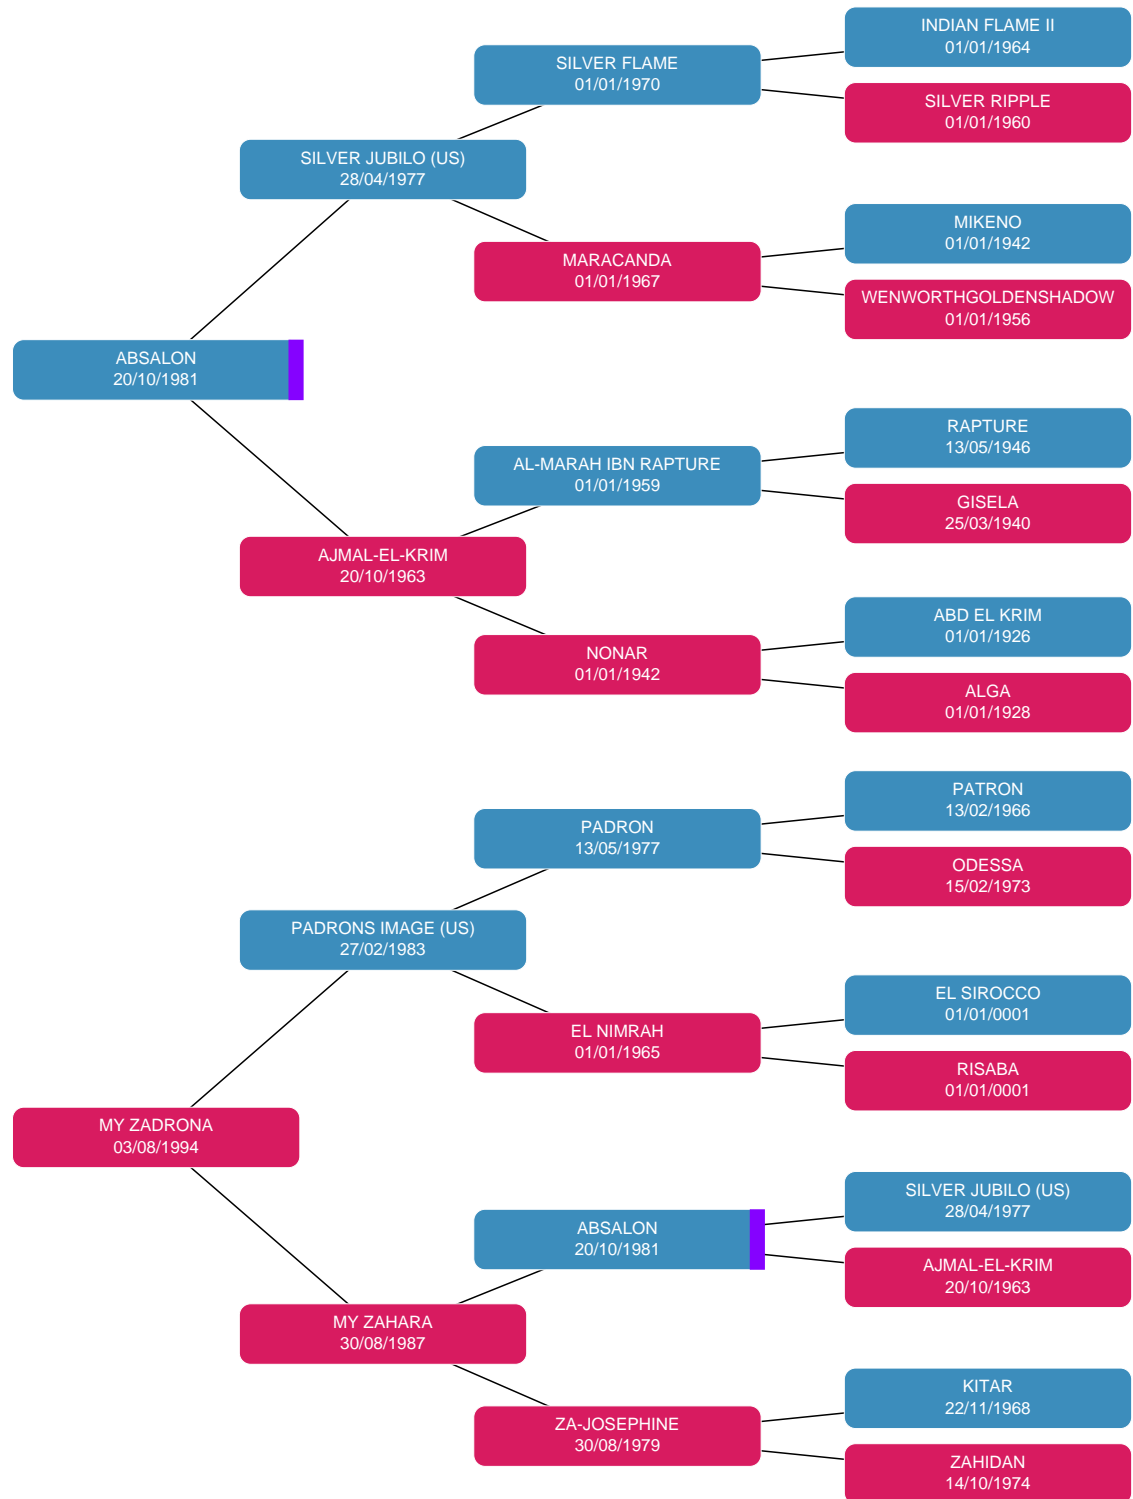 INDIAN FLAME II
01/01/1964
SILVER FLAME
01/01/1970
SILVER RIPPLE
01/01/1960
SILVER JUBILO (US)
28/04/1977
MIKENO
01/01/1942
MARACANDA
01/01/1967
WENWORTHGOLDENSHADOW
01/01/1956
ABSALON
20/10/1981
RAPTURE
13/05/1946
AL-MARAH IBN RAPTURE
01/01/1959
GISELA
25/03/1940
AJMAL-EL-KRIM
20/10/1963
ABD EL KRIM
01/01/1926
NONAR
01/01/1942
ALGA
01/01/1928
PATRON
13/02/1966
PADRON
13/05/1977
ODESSA
15/02/1973
PADRONS IMAGE (US)
27/02/1983
EL SIROCCO
01/01/0001
EL NIMRAH
01/01/1965
RISABA
01/01/0001
MY ZADRONA
03/08/1994
SILVER JUBILO (US)
28/04/1977
ABSALON
20/10/1981
AJMAL-EL-KRIM
20/10/1963
MY ZAHARA
30/08/1987
KITAR
22/11/1968
ZA-JOSEPHINE
30/08/1979
ZAHIDAN
14/10/1974